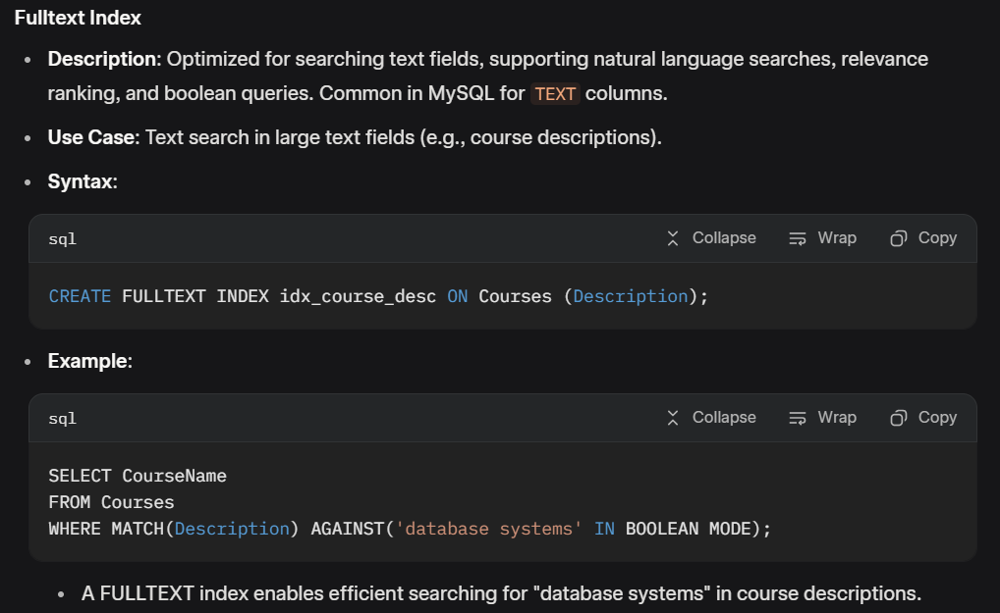 Fulltext Index
• Description: Optimized for searching text fields, supporting natural language searches, relevance
ranking, and boolean queries. Common in MySQL for TEXT columns.
• Use Case: Text search in large text fields (e.g., course descriptions).
• Syntax:
sql Collapse Wrap Copy
CREATE FULLTEXT INDEX idx_course_desc ON Courses (Description);
• Example:
sql Collapse Wrap Copy
SELECT CourseName
FROM Courses
WHERE MATCH(Description) AGAINST('database systems' IN BOOLEAN MODE);
• A FULLTEXT index enables efficient searching for "database systems" in course descriptions.